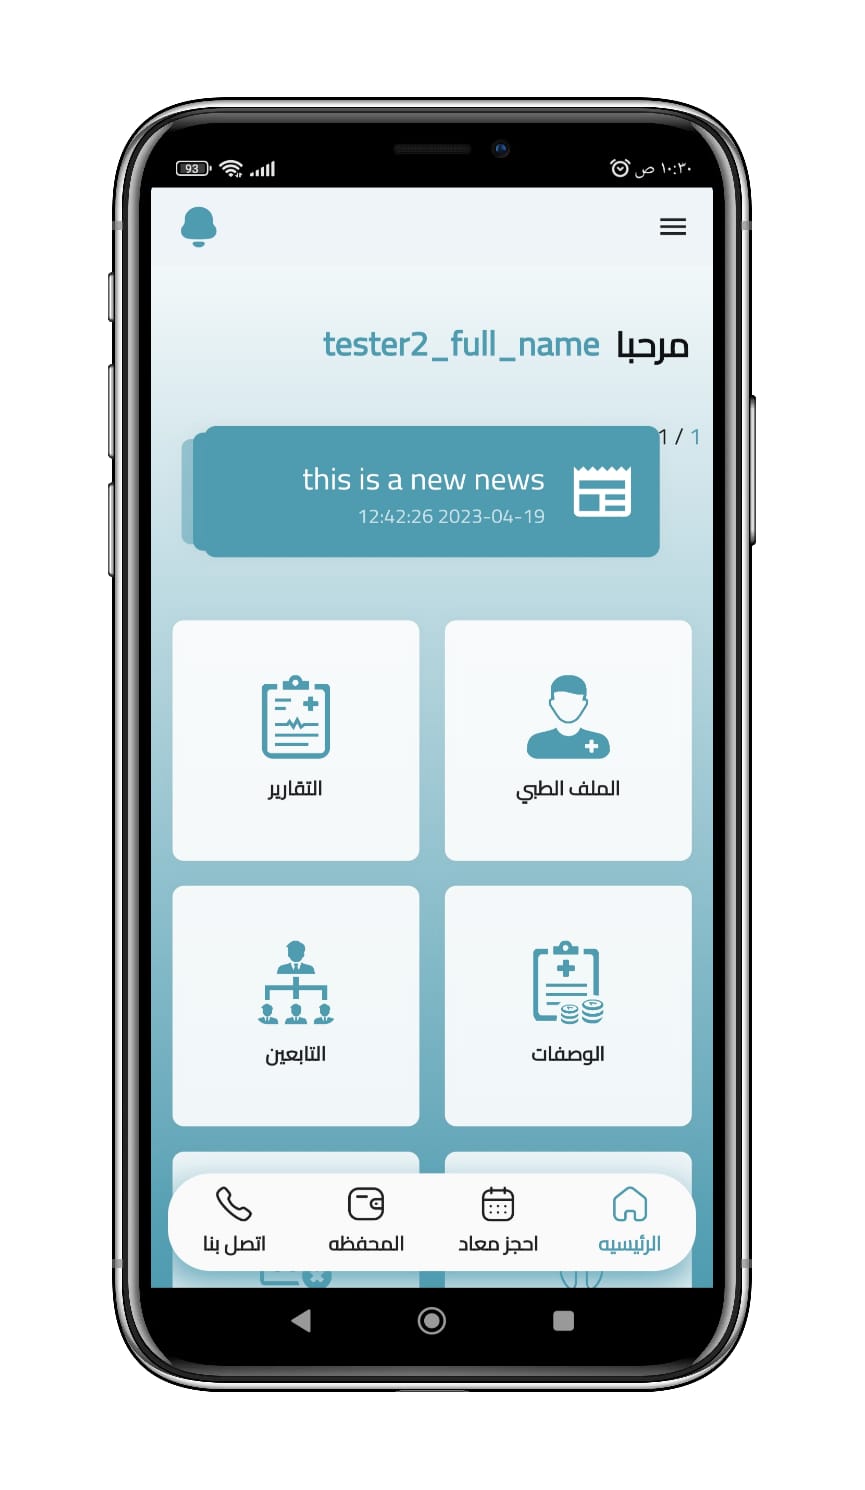 ١٠:٣٠ ص
93
مرحبا tester2_full_name
1 / 1
this is a new news
12:42:26 2023-04-19
الملف الطبي
التقارير
الوصفات
التابعين
الرئيسيه
احجز معاد
المحفظه
اتصل بنا